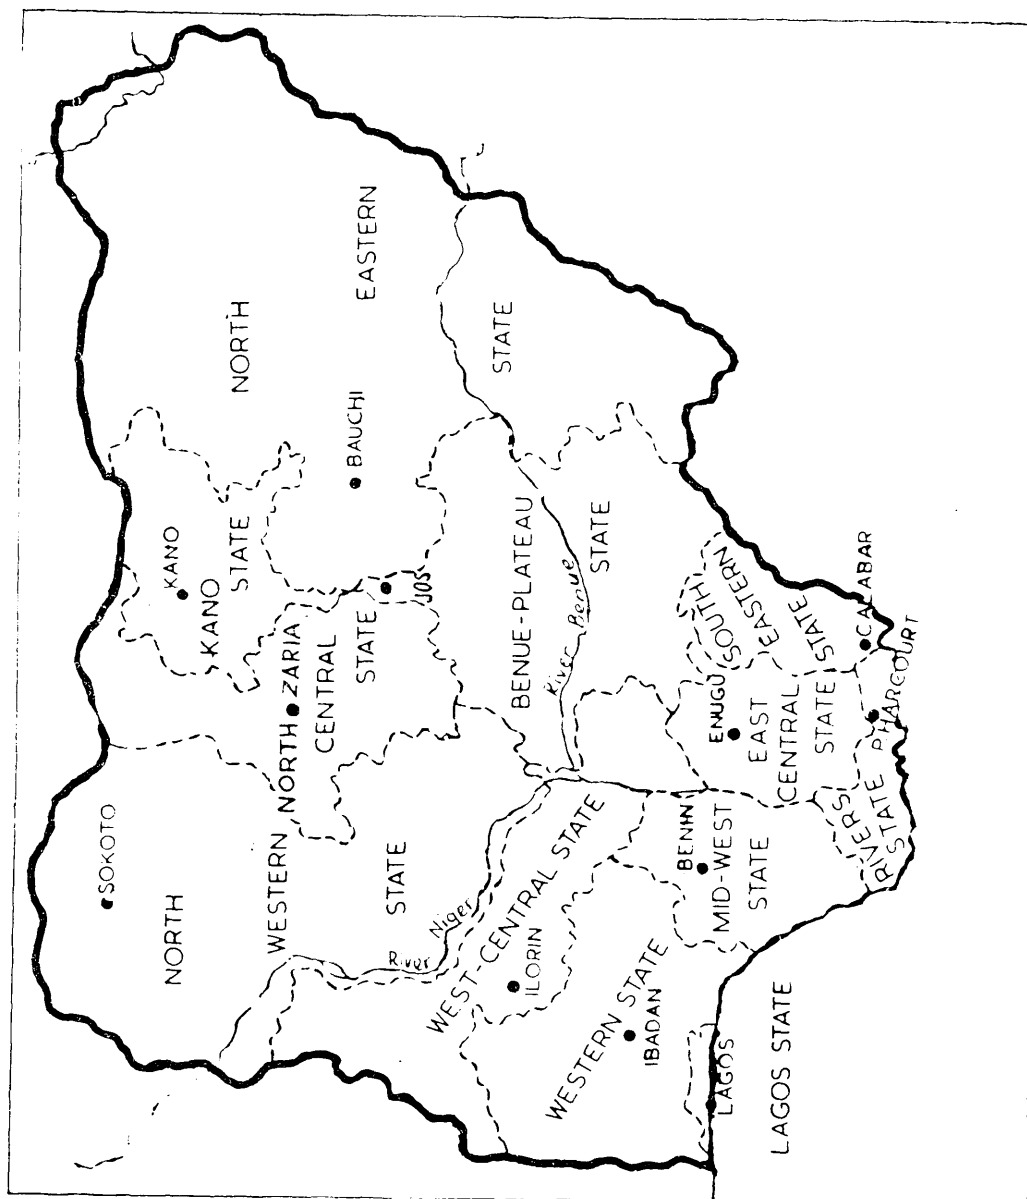 SOKOTO
NORTH
WESTERN
STATE
KANO
KANO
STATE
NORTH
EASTERN
STATE
NORTH ZARIA
CENTRAL
STATE
BAUCHI
JOS
BENUE-PLATEAU
STATE
River Niger
River Benue
WEST-CENTRAL STATE
ILORIN
WESTERN STATE
IBADAN
LAGOS
LAGOS STATE
BENIN
MID-WEST
STATE
ENUGU
EAST
CENTRAL
STATE
SOUTH
EASTERN
STATE
CALABAR
RIVERS
STATE
P.HARCOURT